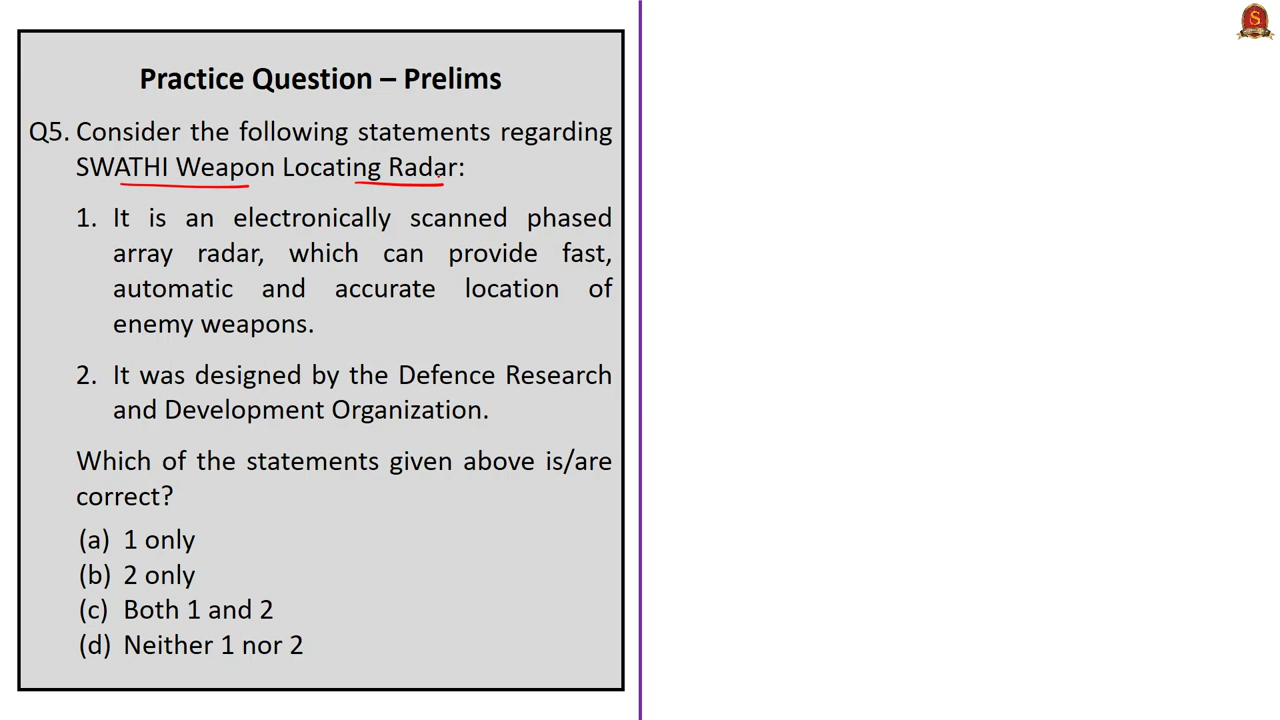 Practice Question – Prelims
Q5. Consider the following statements regarding
SWATHI Weapon Locating Radar:
1. It is an electronically scanned phased
array radar, which can provide fast,
automatic and accurate location of
enemy weapons.
2. It was designed by the Defence Research
and Development Organization.
Which of the statements given above is/are
correct?
(a) 1 only
(b) 2 only
(c) Both 1 and 2
(d) Neither 1 nor 2
S